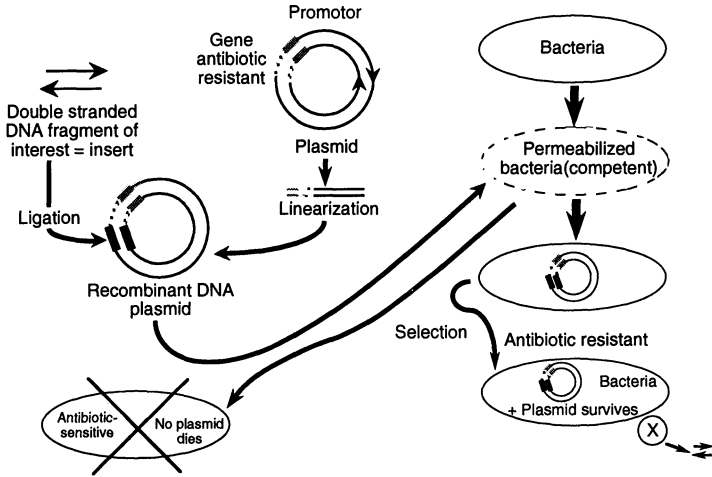 Promotor
Gene
antibiotic
resistant
Plasmid
Linearization
Double stranded
DNA fragment of
interest = insert
Ligation
Recombinant DNA
plasmid
Bacteria
Permeabilized
bacteria(competent)
Selection
Antibiotic resistant
Bacteria
+ Plasmid survives
X
Antibiotic-
sensitive
No plasmid
dies